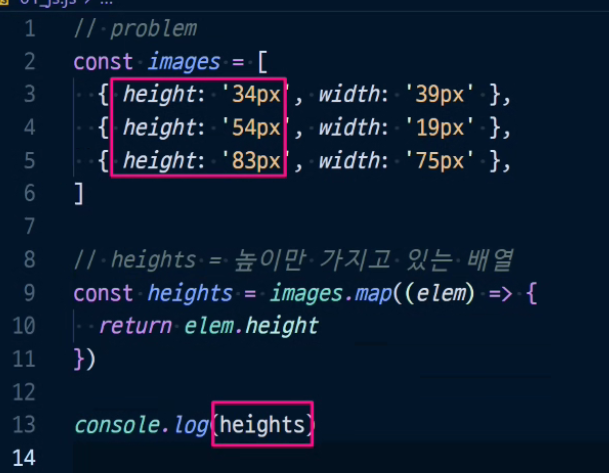 1 // problem
2 const images = [
3 { height: '34px', width: '39px' },
4 { height: '54px', width: '19px' },
5 { height: '83px', width: '75px' },
6 ]
7
8 // heights = 높이만 가지고 있는 배열
9 const heights = images.map((elem) => {
10 return elem.height
11 })
12
13 console.log(heights)
14